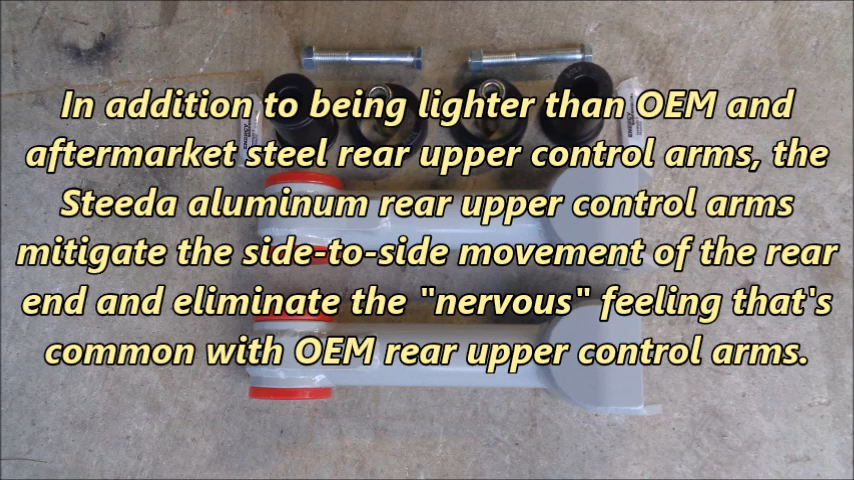 In addition to being lighter than OEM and
aftermarket steel rear upper control arms, the
Steeda aluminum rear upper control arms
mitigate the side-to-side movement of the rear
end and eliminate the "nervous" feeling that's
common with OEM rear upper control arms.